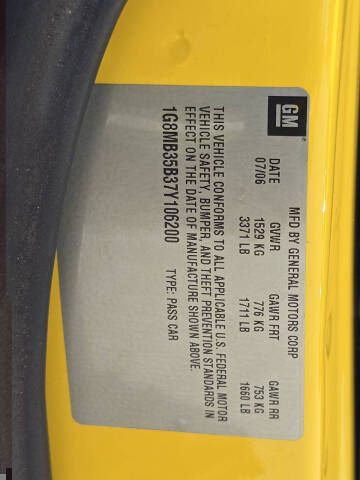 GM
MFD BY GENERAL MOTORS CORP
DATE GVWR GAWR FRT GAWR RR
07/06 1529 KG 776 KG 753 KG
3371 LB 1711 LB 1660 LB
THIS VEHICLE CONFORMS TO ALL APPLICABLE U.S. FEDERAL MOTOR
VEHICLE SAFETY, BUMPER, AND THEFT PREVENTION STANDARDS IN
EFFECT ON THE DATE OF MANUFACTURE SHOWN ABOVE.
1G8MB35B37Y106200 TYPE: PASS CAR